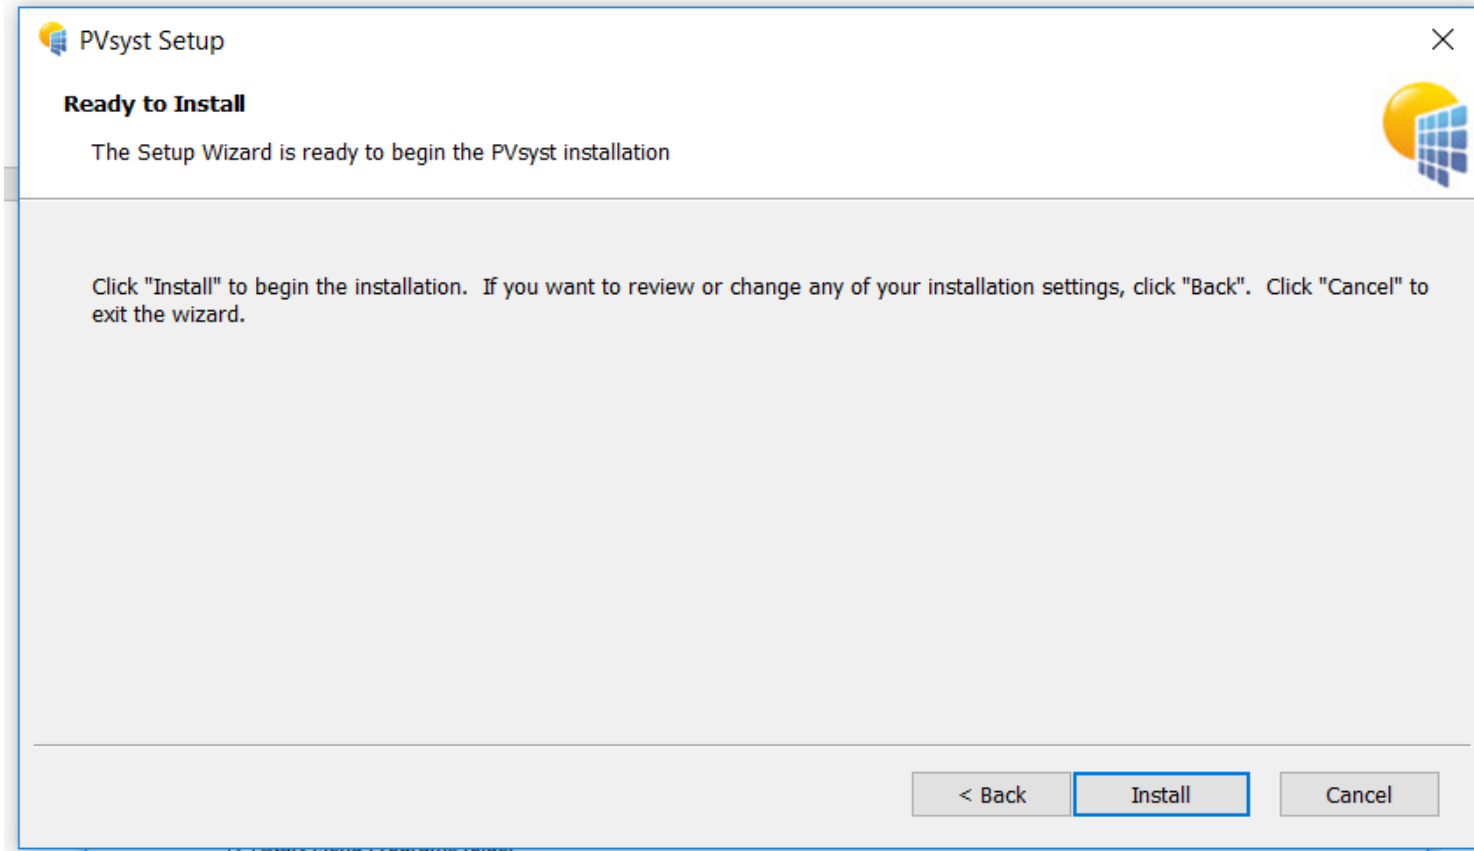 PVsyst Setup
Ready to Install
The Setup Wizard is ready to begin the PVsyst installation
Click "Install" to begin the installation.  If you want to review or change any of your installation settings, click "Back".  Click "Cancel" to
exit the wizard.
< Back
Install
Cancel